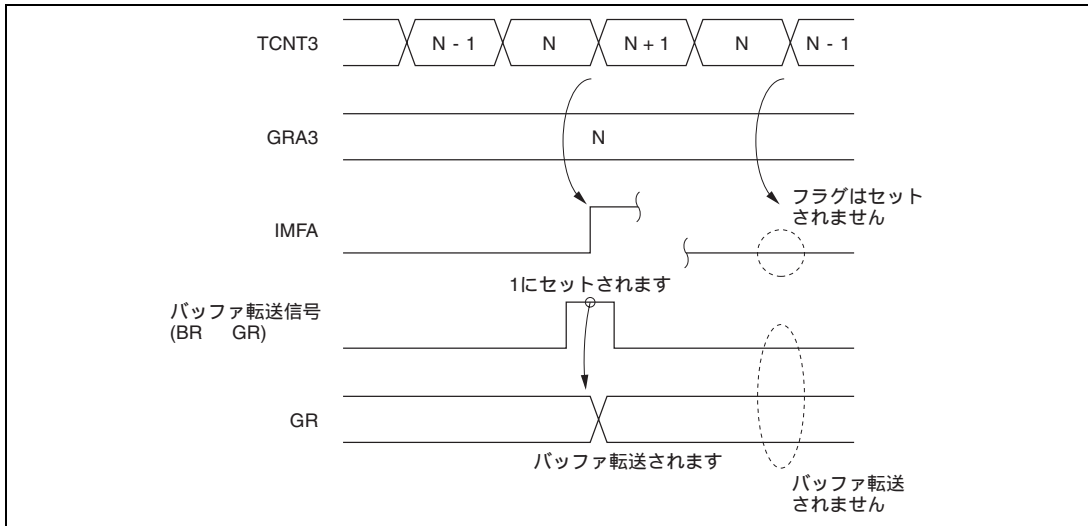 TCNT3
N - 1
N
N + 1
N
N - 1
GRA3
N
フラグはセット
されません
IMFA
1にセットされます
バッファ転送信号
(BR GR)
GR
バッファ転送されます
バッファ転送
されません